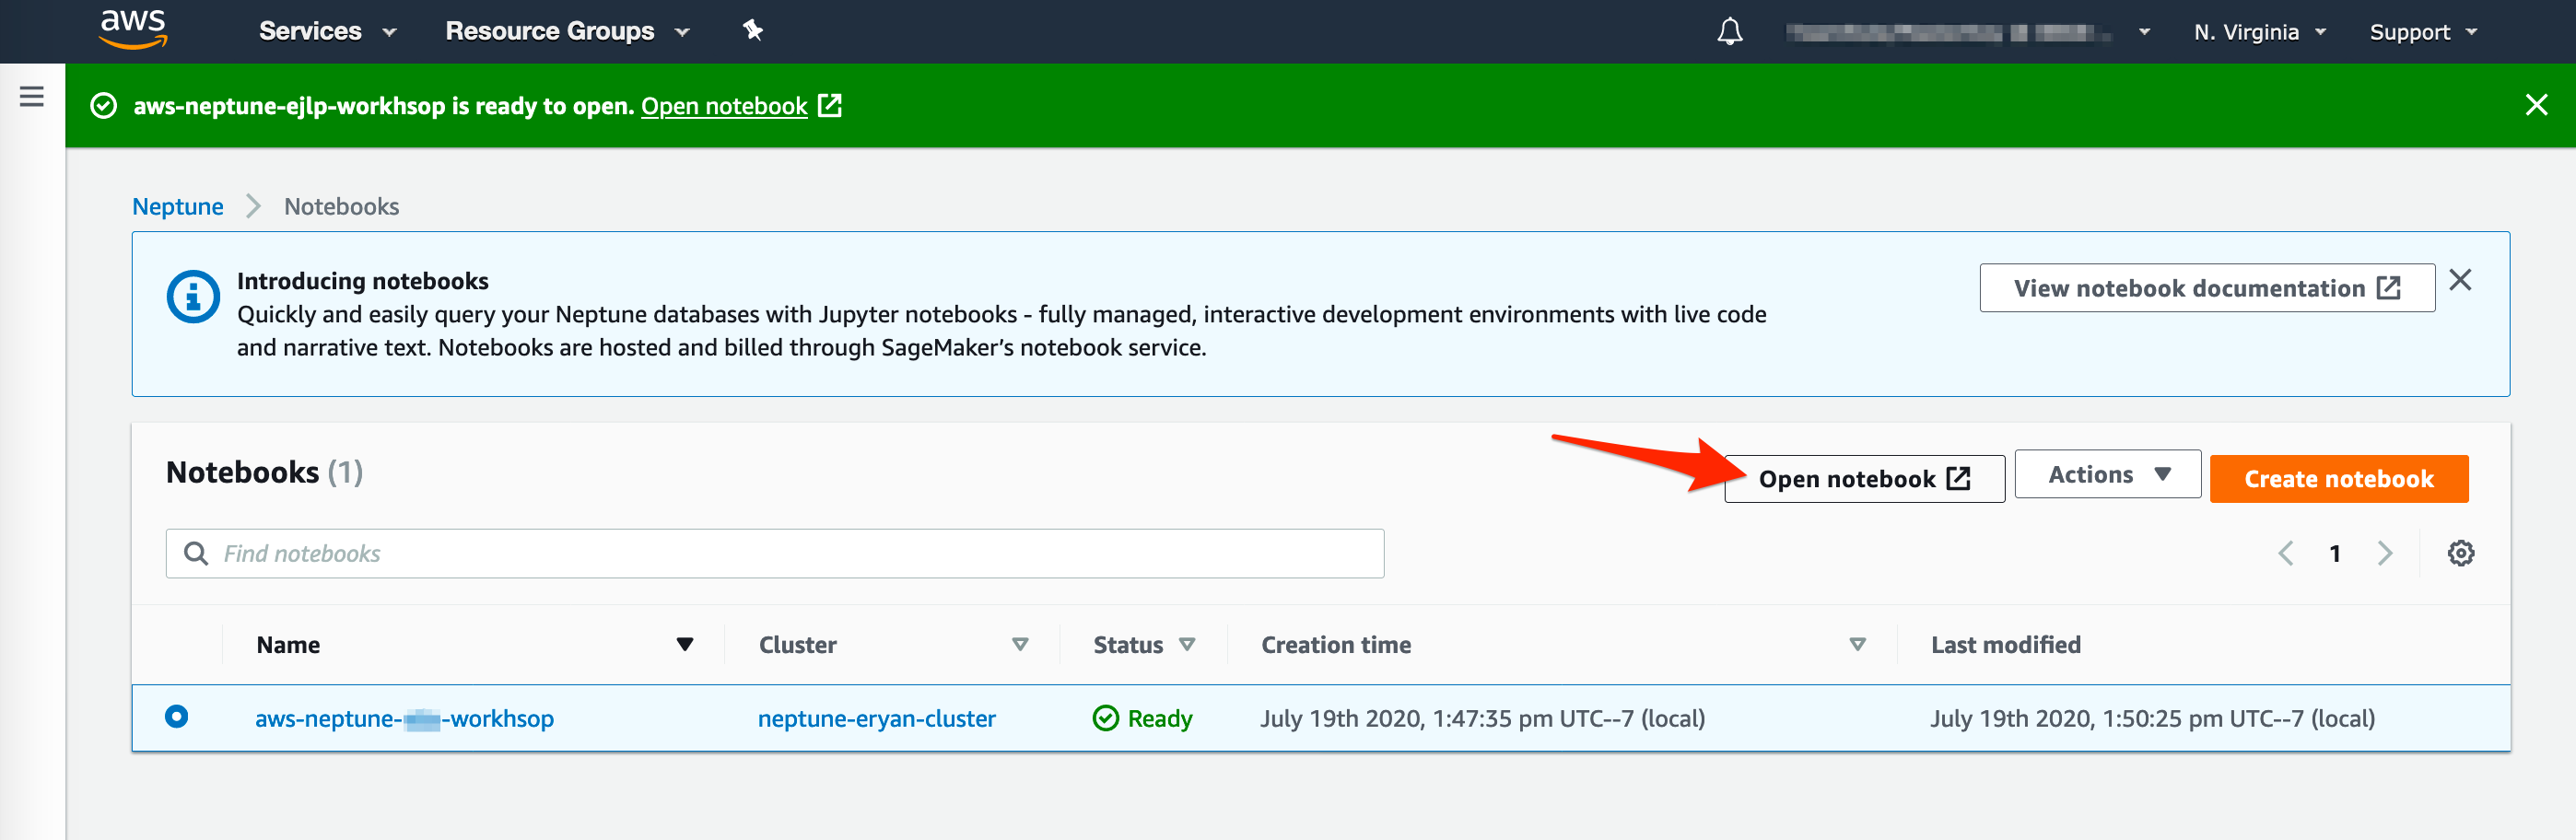 aws Services Resource Groups N. Virginia Support
aws-neptune-ejlp-workhsop is ready to open. Open notebook
Neptune Notebooks
Introducing notebooks
View notebook documentation
Quickly and easily query your Neptune databases with Jupyter notebooks - fully managed, interactive development environments with live code
and narrative text. Notebooks are hosted and billed through SageMaker’s notebook service.
Notebooks (1)
Open notebook Actions Create notebook
Find notebooks
1
Name Cluster Status Creation time Last modified
aws-neptune- -workhsop neptune-eryan-cluster Ready July 19th 2020, 1:47:35 pm UTC--7 (local) July 19th 2020, 1:50:25 pm UTC--7 (local)